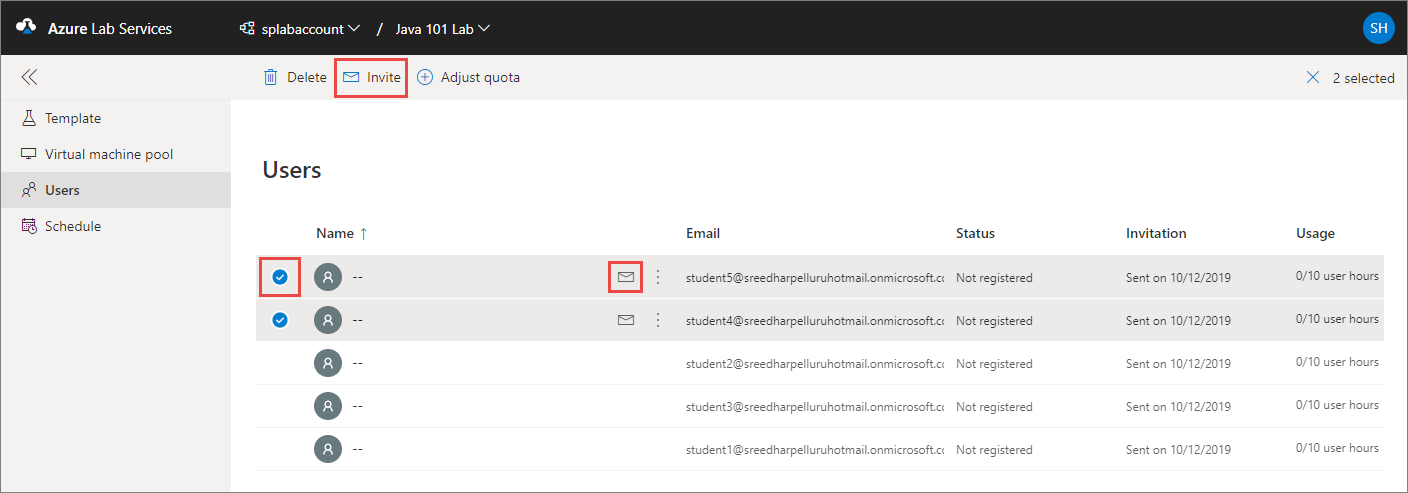 Azure Lab Services splabaccount / Java 101 Lab SH
Delete Invite Adjust quota 2 selected
Template
Virtual machine pool
Users
Schedule
Users
Name ↑ Email Status Invitation Usage
-- student5@sreedharpelluruhotmail.onmicrosoft.cc Not registered Sent on 10/12/2019 0/10 user hours
-- student4@sreedharpelluruhotmail.onmicrosoft.cc Not registered Sent on 10/12/2019 0/10 user hours
-- student2@sreedharpelluruhotmail.onmicrosoft.cc Not registered Sent on 10/12/2019 0/10 user hours
-- student3@sreedharpelluruhotmail.onmicrosoft.cc Not registered Sent on 10/12/2019 0/10 user hours
-- student1@sreedharpelluruhotmail.onmicrosoft.cc Not registered Sent on 10/12/2019 0/10 user hours